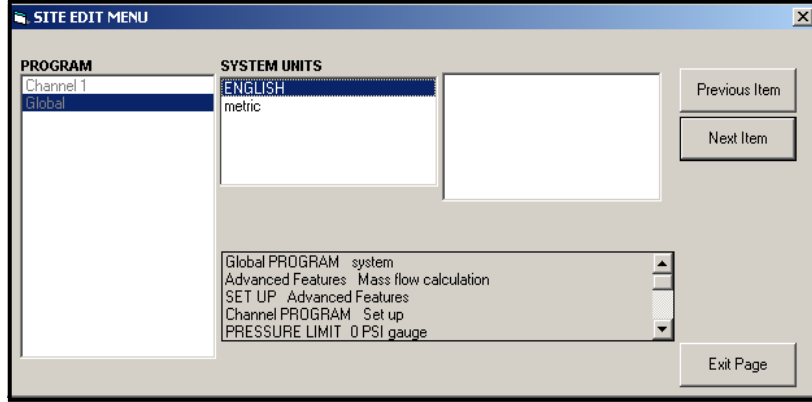 SITE EDIT MENU
PROGRAM
Channel 1
Global
SYSTEM UNITS
ENGLISH
metric
Previous Item
Next Item
Global PROGRAM system
Advanced Features Mass flow calculation
SET UP Advanced Features
Channel PROGRAM Set up
PRESSURE LIMIT 0 PSI gauge
Exit Page